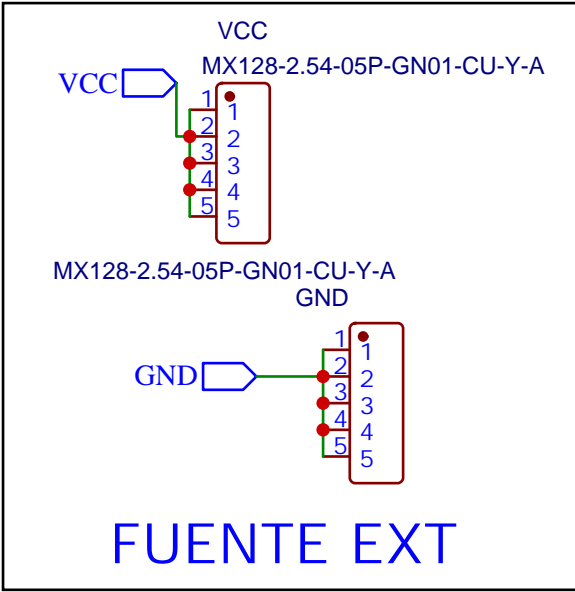 VCC
MX128-2.54-05P-GN01-CU-Y-A
VCC
1 1
2 2
3 3
4 4
5 5
MX128-2.54-05P-GN01-CU-Y-A
GND
GND
1 1
2 2
3 3
4 4
5 5
FUENTE EXT